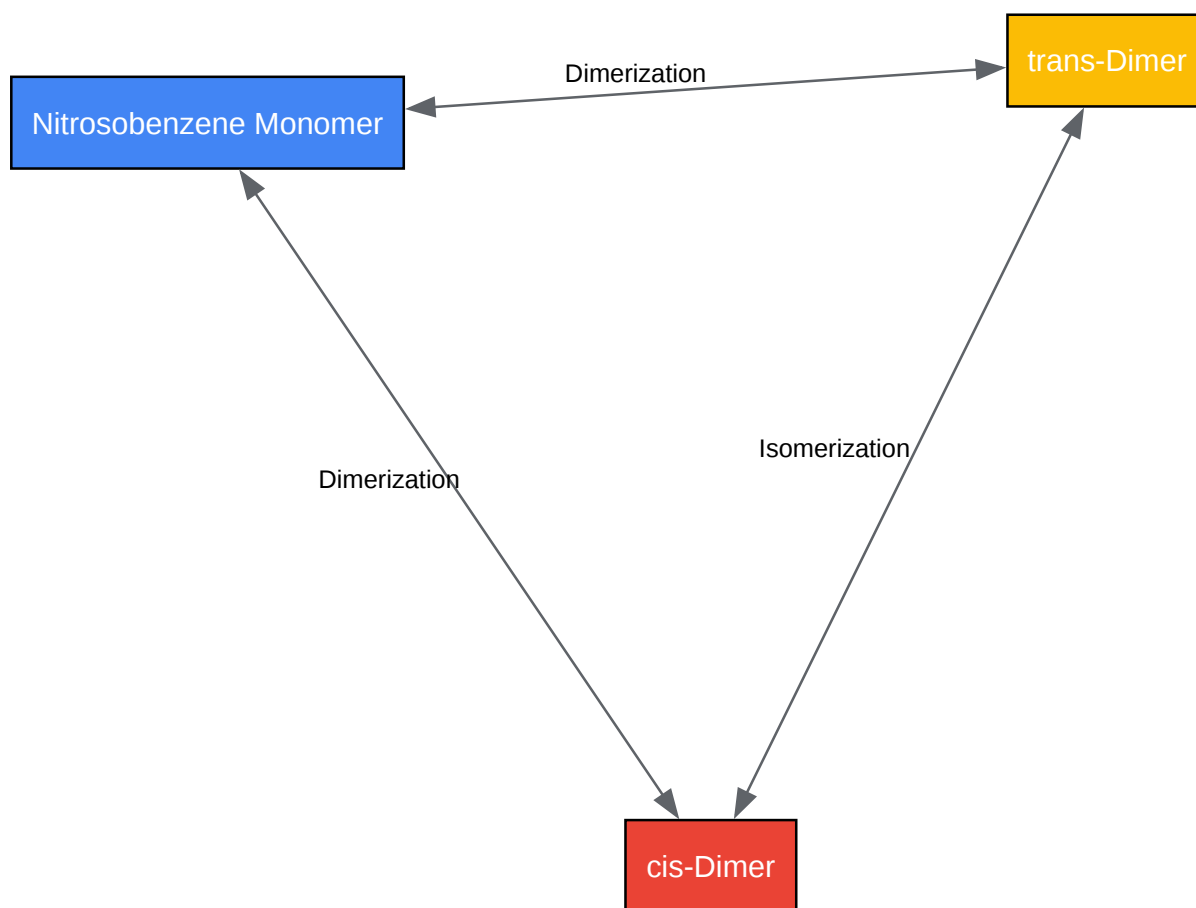 trans-Dimer
Dimerization
Nitrosobenzene Monomer
Isomerization
Dimerization
cis-Dimer